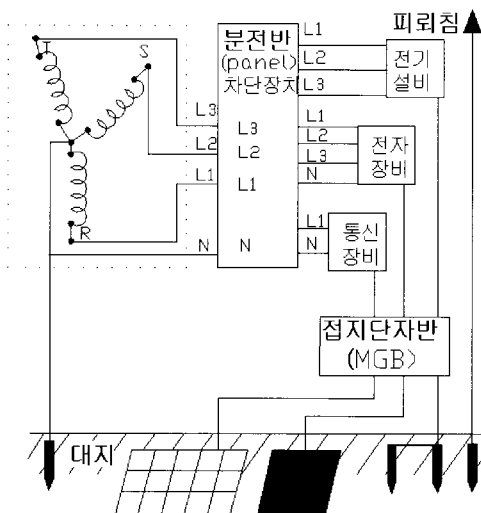 피뢰침
T
S
R
분전반
(panel)
차단장치
L3
L2
L1
N
L3
L2
L1
N
L1
L2
L3
전기
설비
L1
L2
L3
N
전자
장비
L1
N
통신
장비
접지단자반
(MGB)
대지